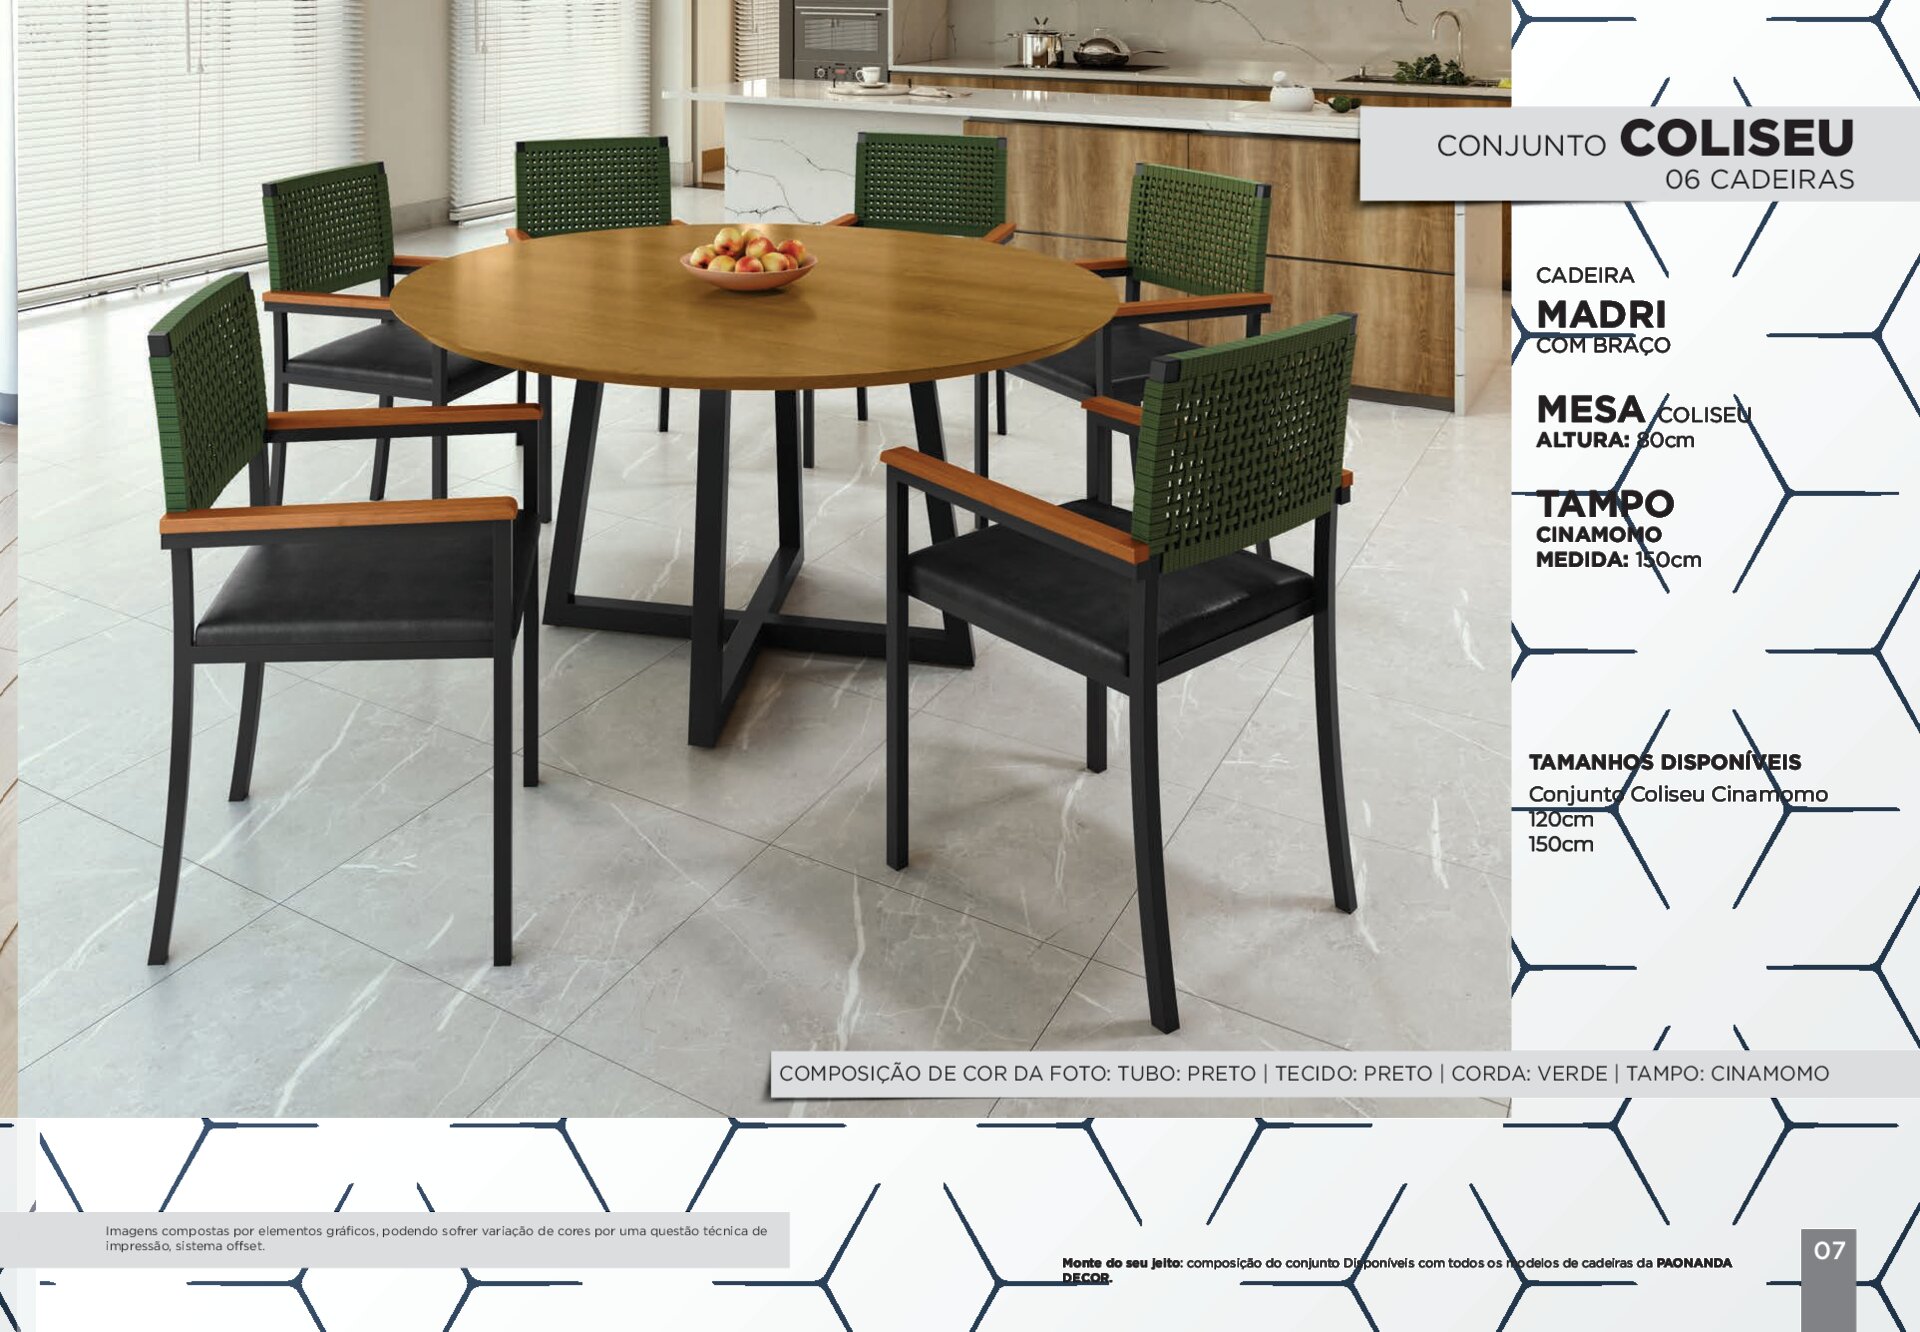 CONJUNTO COLISEU
06 CADEIRAS
CADEIRA
MADRI
COM BRAÇO
MESA COLISEU
ALTURA: 80cm
TAMPO
CINAMOMO
MEDIDA: 150cm
TAMANHOS DISPONÍVEIS
Conjunto Coliseu Cinamomo
120cm
150cm
COMPOSIÇÃO DE COR DA FOTO: TUBO: PRETO | TECIDO: PRETO | CORDA: VERDE | TAMPO: CINAMOMO
Imagens compostas por elementos gráficos, podendo sofrer variação de cores por uma questão técnica de
impressão, sistema offset.
Monte do seu jeito: composição do conjunto Disponíveis com todos os modelos de cadeiras da PAONANDA
DECOR.
07